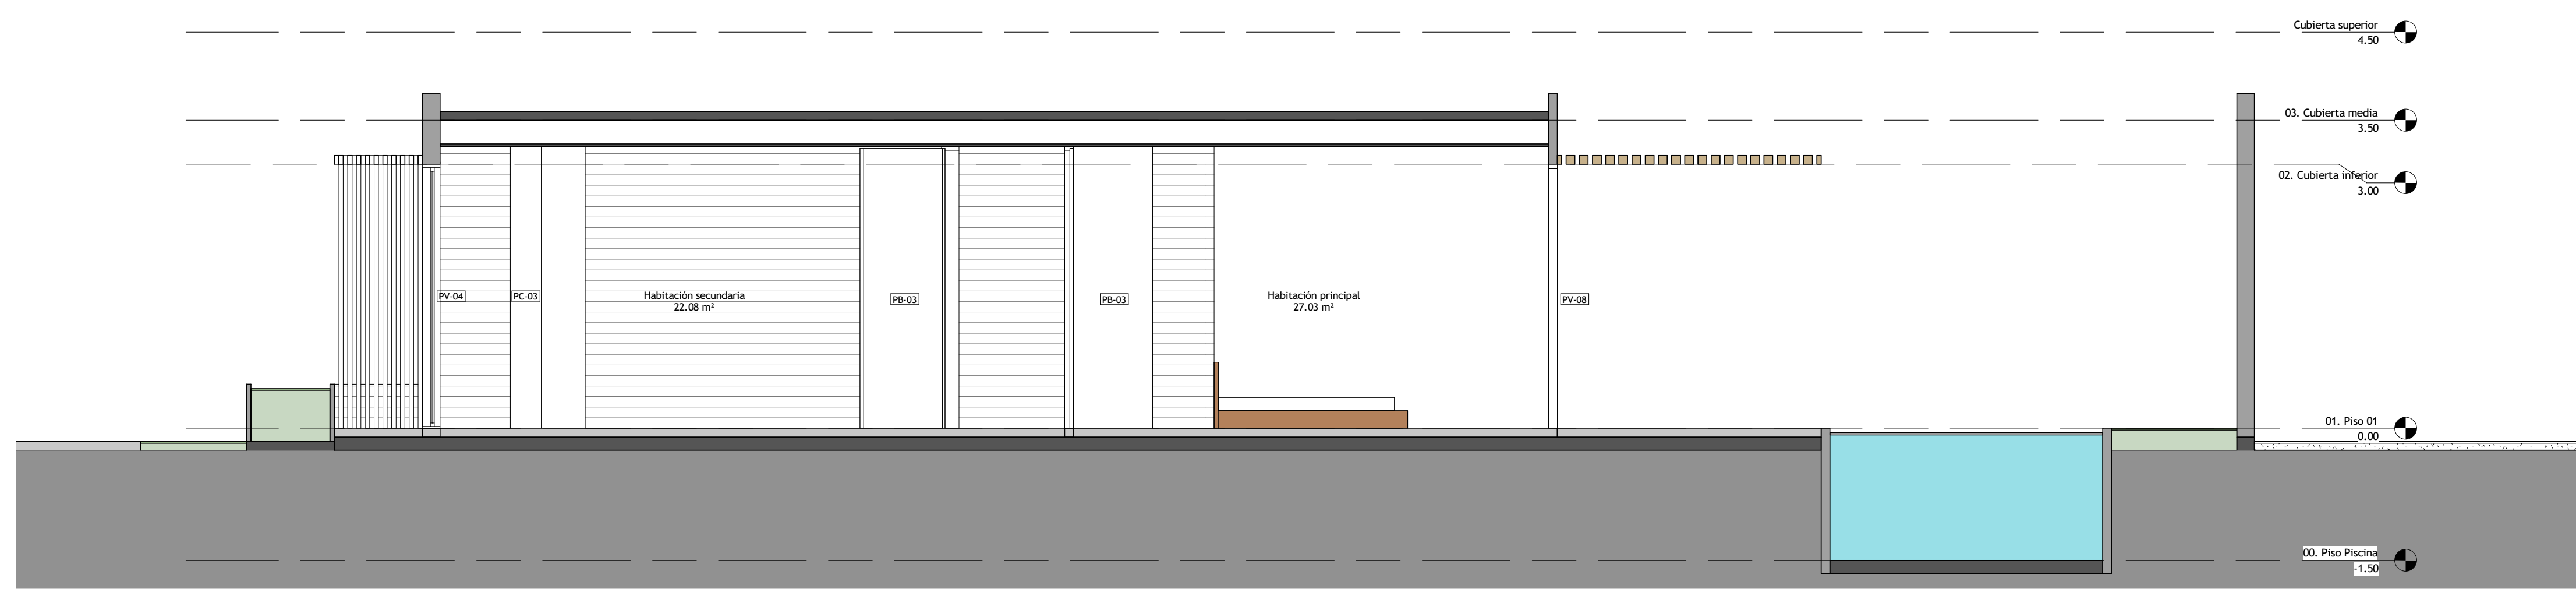 Cubierta superior
4.50
03. Cubierta media
3.50
02. Cubierta inferior
3.00
PV-04
PC-03
Habitación secundaria
22.08 m²
PB-03
PB-03
Habitación principal
27.03 m²
PV-08
01. Piso 01
0.00
00. Piso Piscina
-1.50